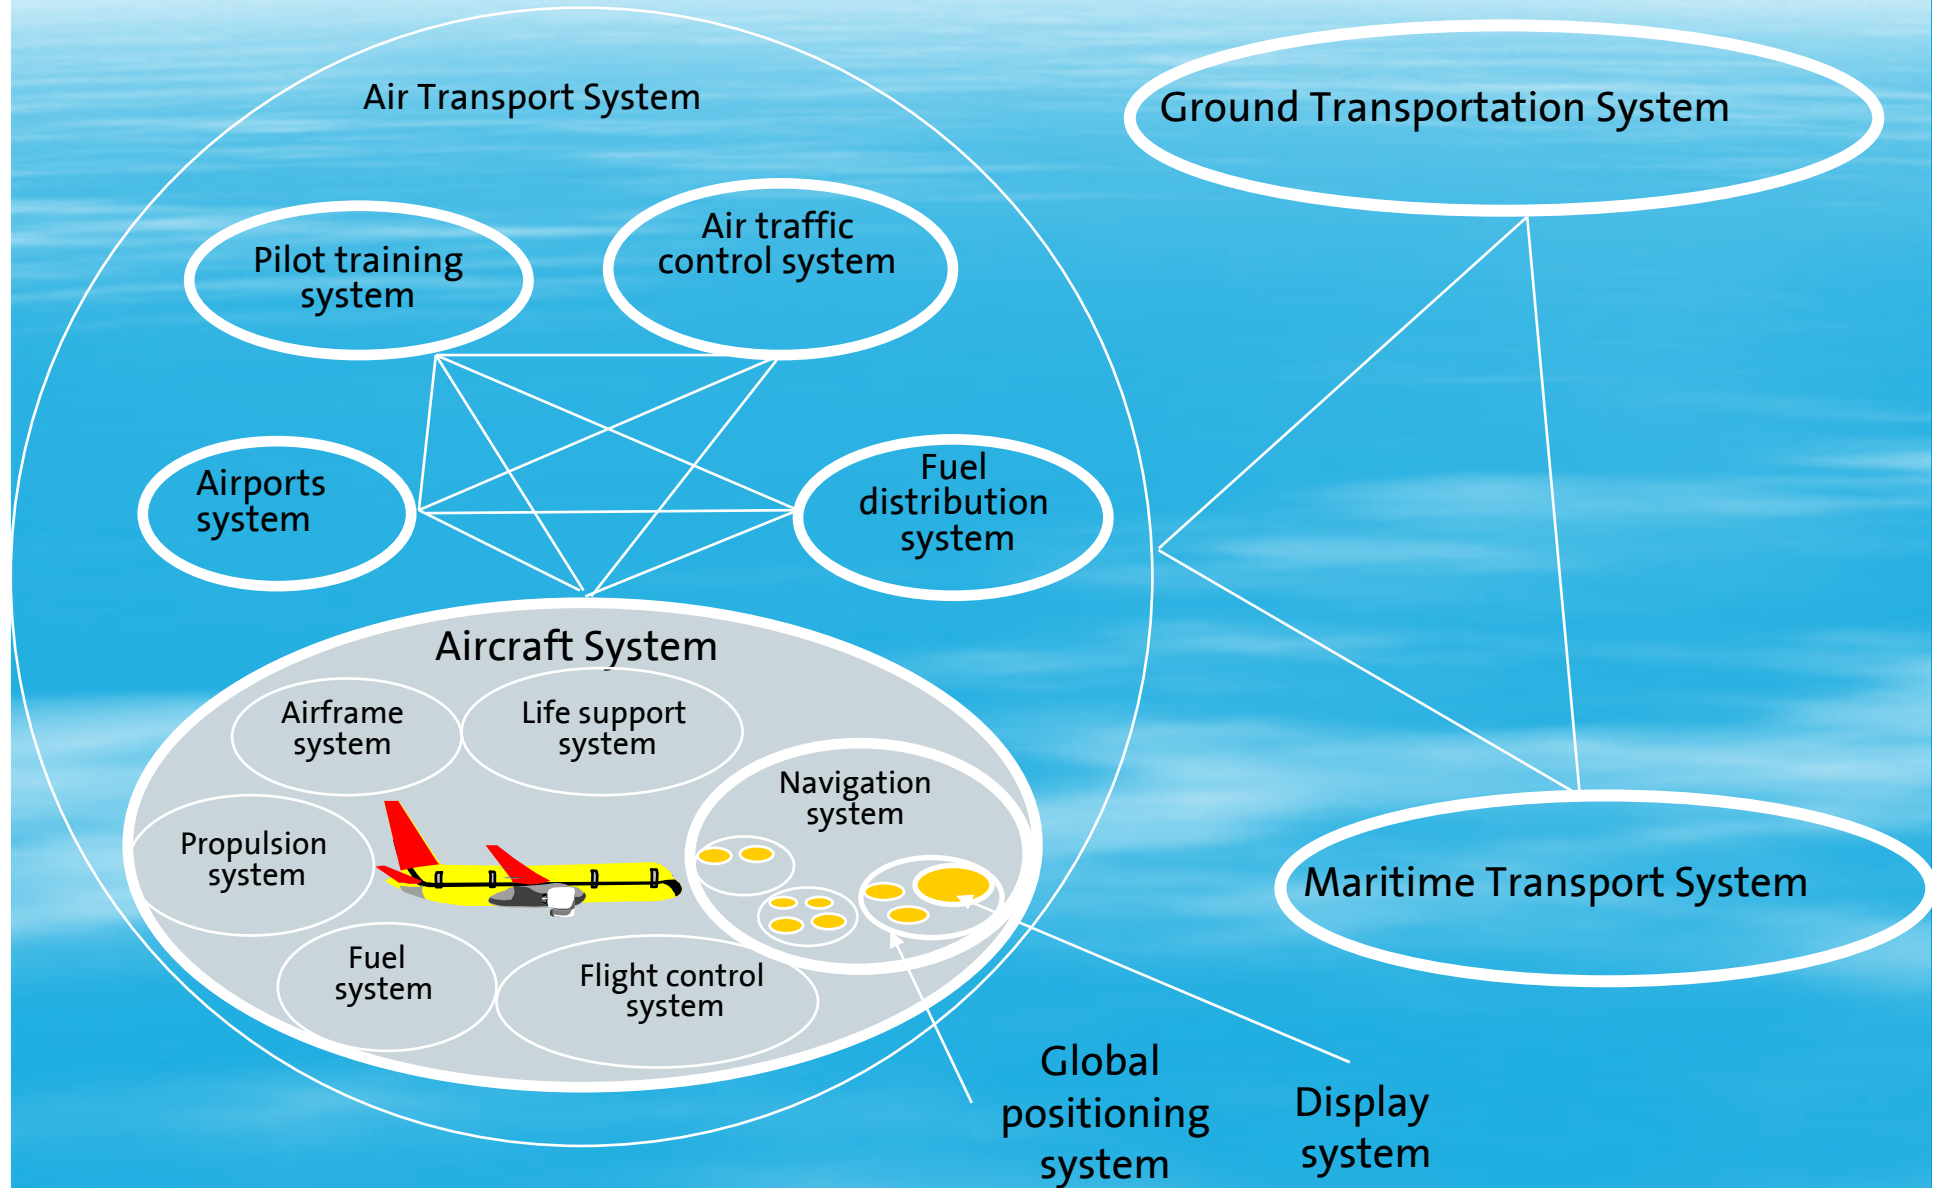 Air Transport System
Ground Transportation System
Pilot training
system
Air traffic
control system
Airports
system
Fuel
distribution
system
Aircraft System
Airframe
system
Life support
system
Navigation
system
Propulsion
system
Fuel
system
Flight control
system
Maritime Transport System
Global
positioning
system
Display
system